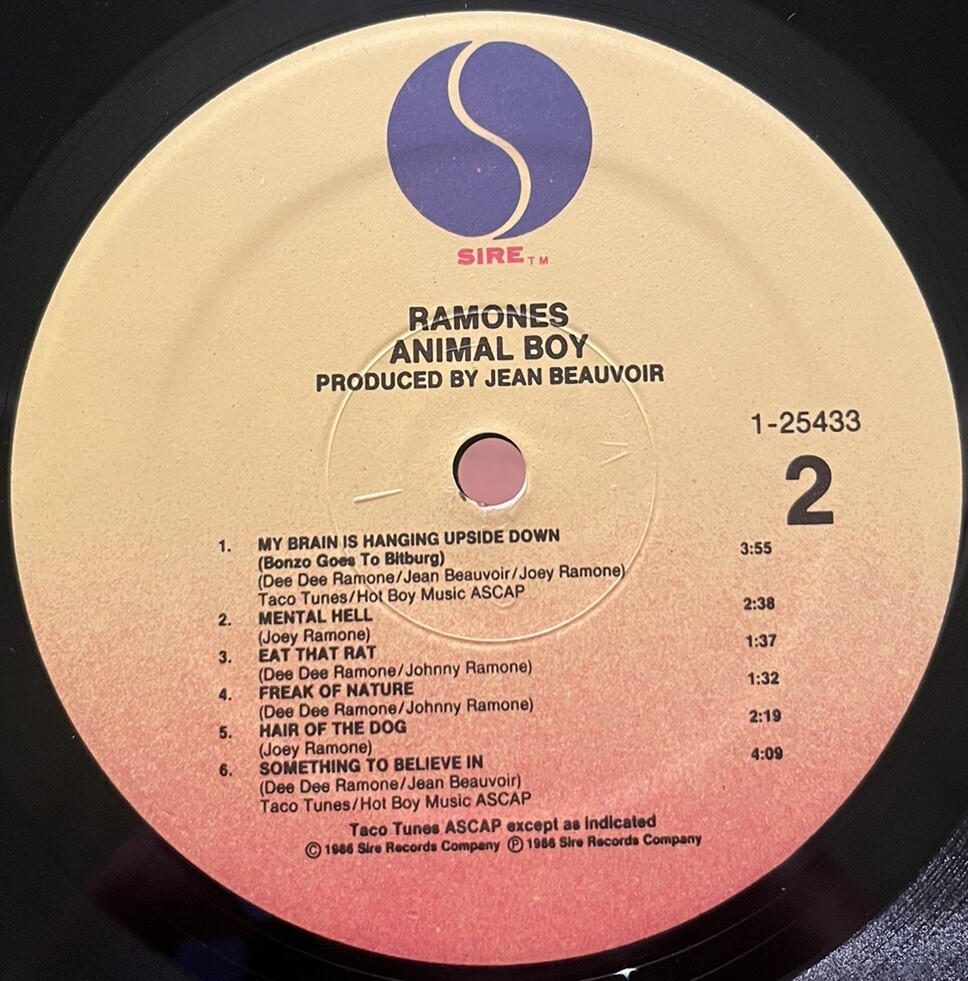 SIRE TM
RAMONES
ANIMAL BOY
PRODUCED BY JEAN BEAUVOIR
1-25433
2
1. MY BRAIN IS HANGING UPSIDE DOWN 3:55
(Bonzo Goes To Bitburg)
(Dee Dee Ramone/Jean Beauvoir/Joey Ramone)
Taco Tunes/Hot Boy Music ASCAP
2. MENTAL HELL 2:38
(Joey Ramone)
3. EAT THAT RAT 1:37
(Dee Dee Ramone/Johnny Ramone)
4. FREAK OF NATURE 1:32
(Dee Dee Ramone/Johnny Ramone)
5. HAIR OF THE DOG 2:19
(Joey Ramone)
6. SOMETHING TO BELIEVE IN 4:09
(Dee Dee Ramone/Jean Beauvoir)
Taco Tunes/Hot Boy Music ASCAP
Taco Tunes ASCAP except as indicated
© 1986 Sire Records Company ℗ 1986 Sire Records Company